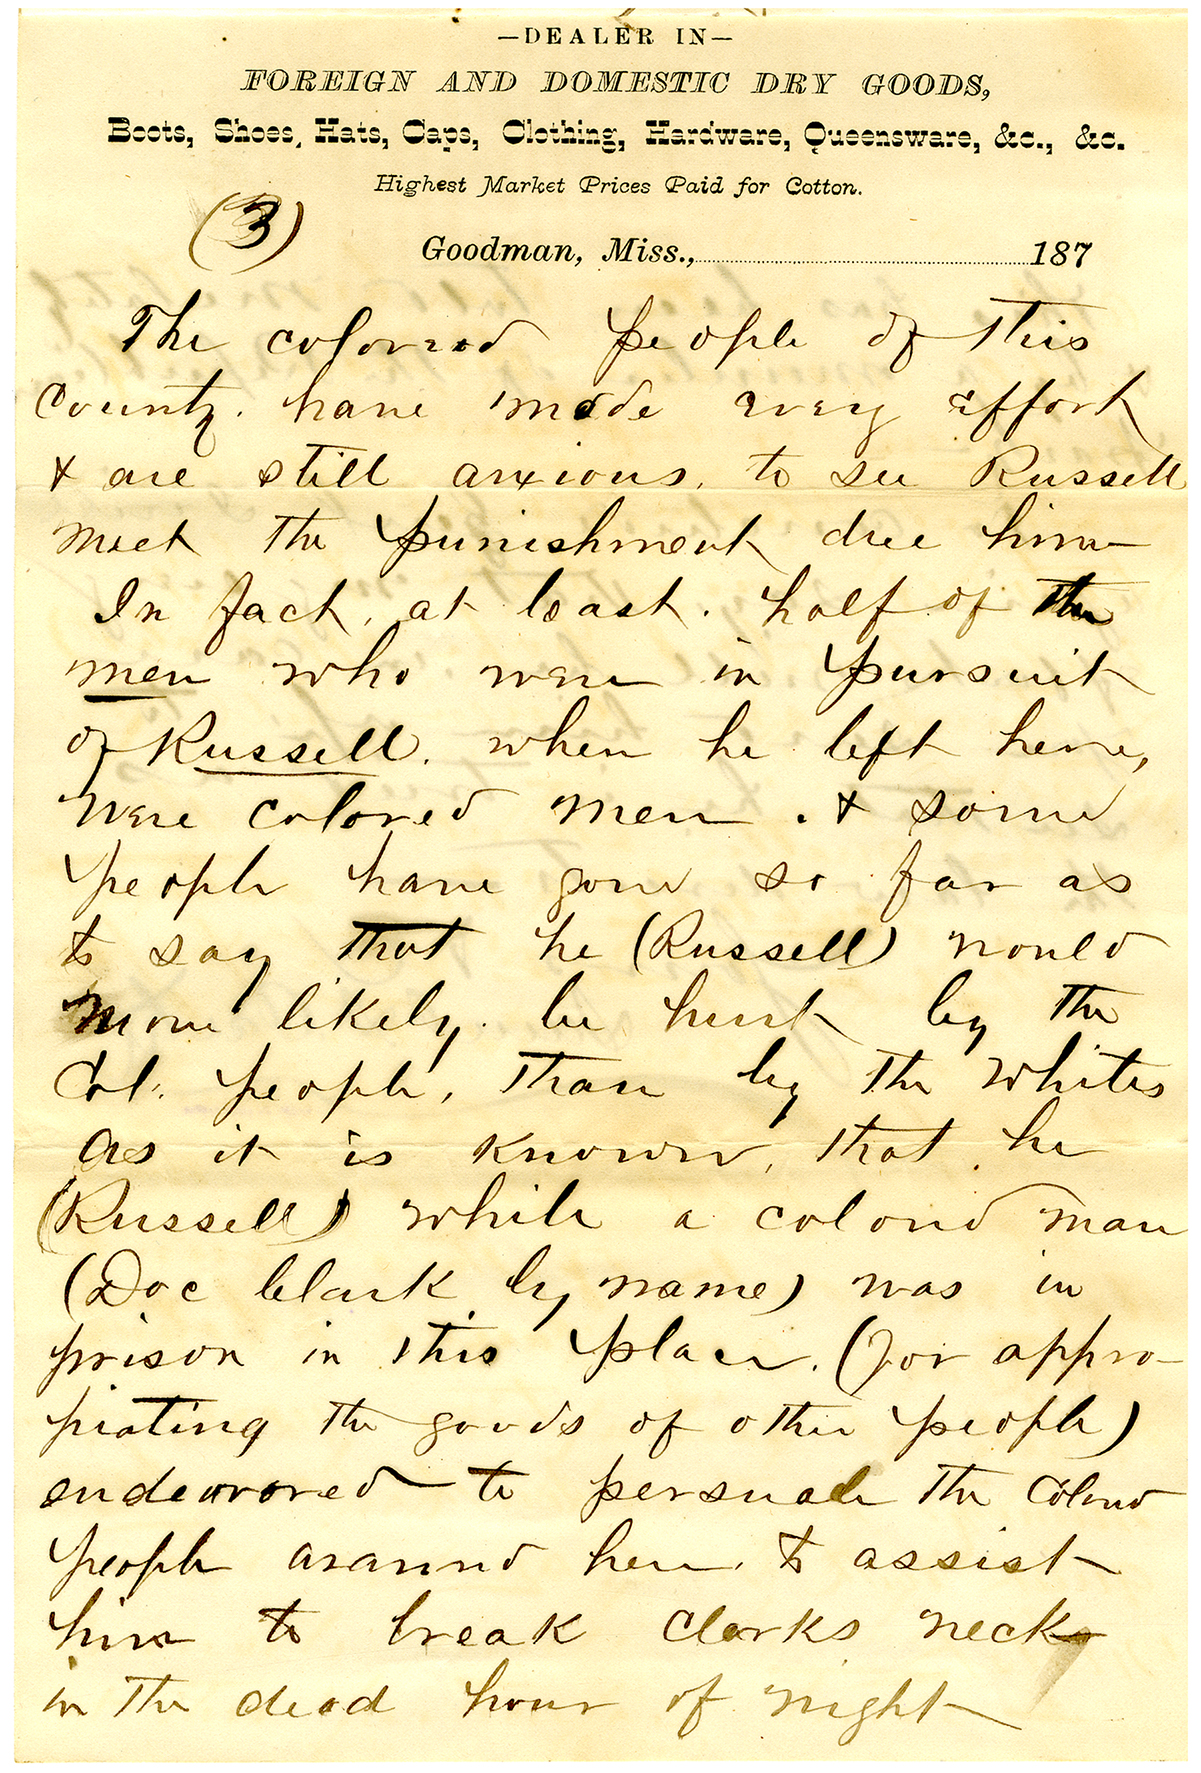 —DEALER IN—
FOREIGN AND DOMESTIC DRY GOODS,
Boots, Shoes, Hats, Caps, Clothing, Hardware, Queensware, &c., &c.
Highest Market Prices Paid for Cotton.
(3)
Goodman, Miss., 187
The colored people of this
County. have made every effort
& are still anxious, to see Russell
meet the punishment due him
In fact, at least. half of the
men who were in pursuit
of Russell. when he left here,
were colored men. & some
people have gone so far as
to say that he (Russell) would
more likely. be hurt by the
Col. people, than by the whites
As it is known, that he
(Russell) while a colored man
(Doc Clark by name) was in
prison in this place. (for appro-
piating the goods of other people)
endeavored to persuade the colored
people around here. to assist
him to break Clarks neck
in the dead hour of night